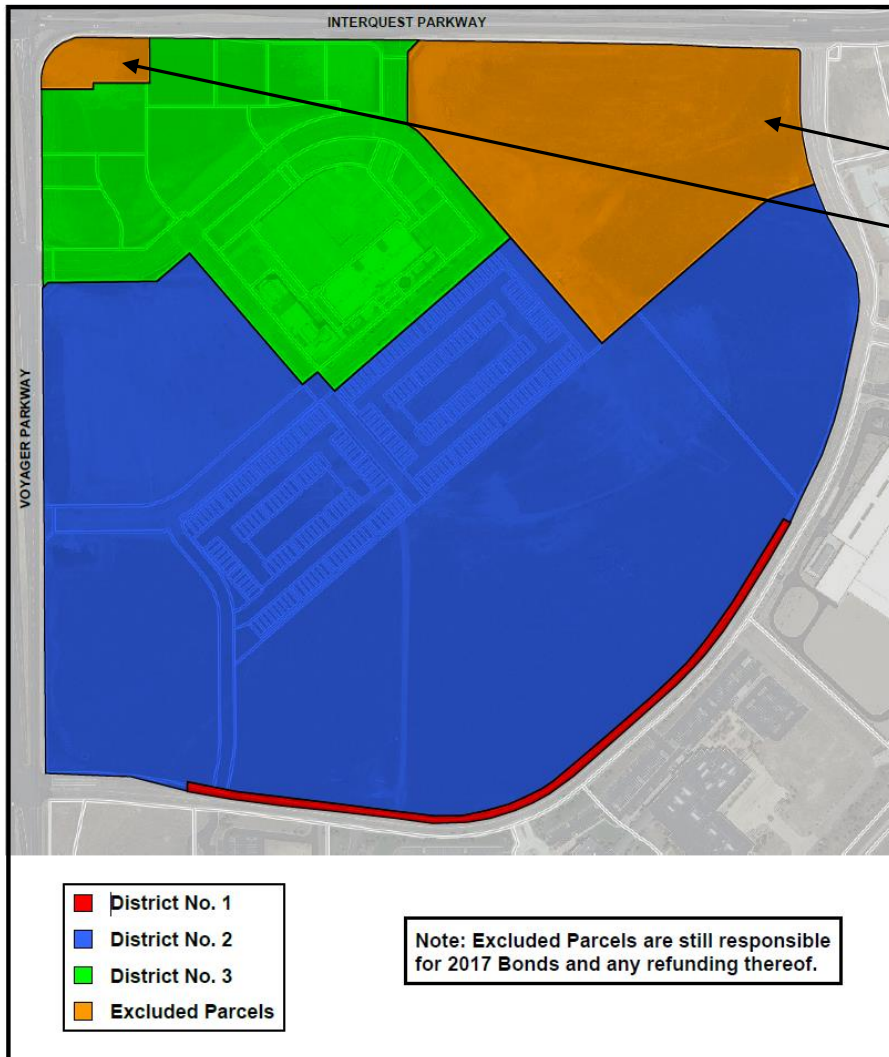 INTERQUEST PARKWAY
VOYAGER PARKWAY
District No. 1
District No. 2
District No. 3
Excluded Parcels
Note: Excluded Parcels are still responsible
for 2017 Bonds and any refunding thereof.